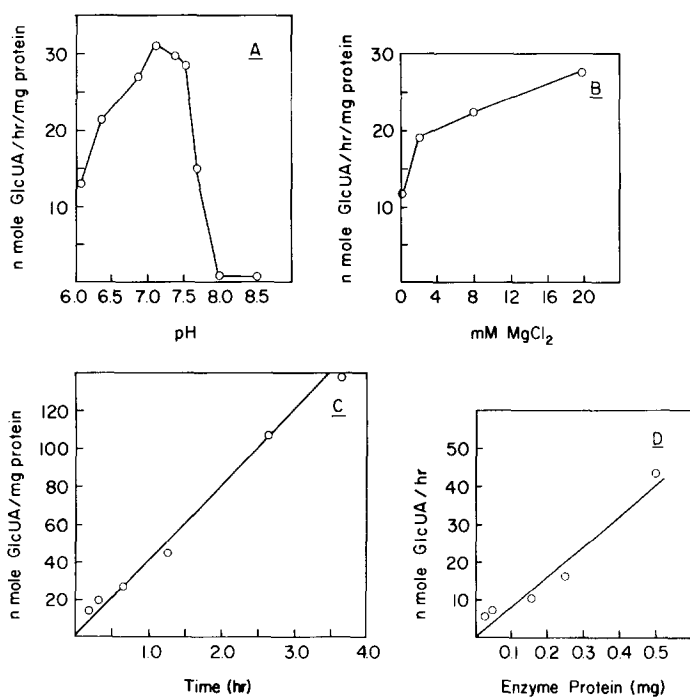 n mole GlcUA/hr/mg protein
30
20
10
A
6.0 6.5 7.0 7.5 8.0 8.5
pH
n mole GlcUA/hr/mg protein
30
20
10
B
0 4 8 12 16 20
mM MgCl2
n mole GlcUA/mg protein
120
100
80
60
40
20
C
1.0 2.0 3.0 4.0
Time (hr)
n mole GlcUA/hr
50
40
30
20
10
D
0.1 0.2 0.3 0.4 0.5
Enzyme Protein (mg)